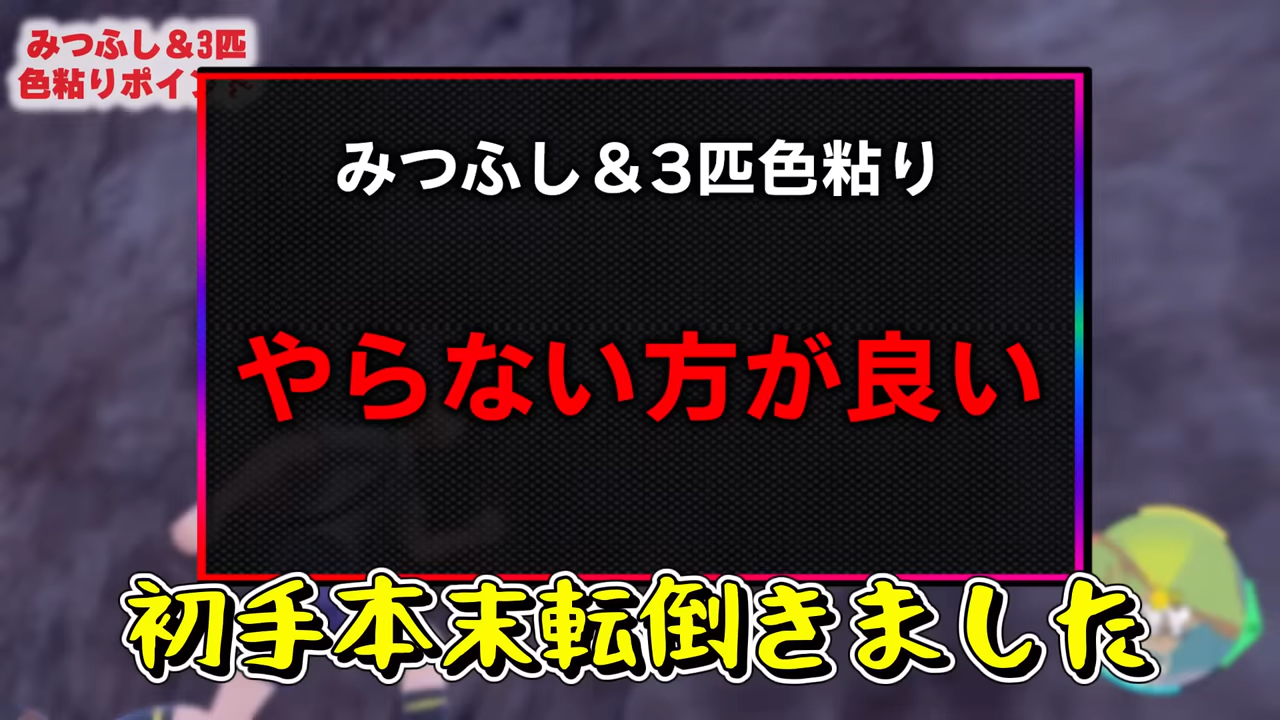 みつふし＆3匹
色粘りポイント
みつふし＆3匹色粘り
やらない方が良い
初手本末転倒きました